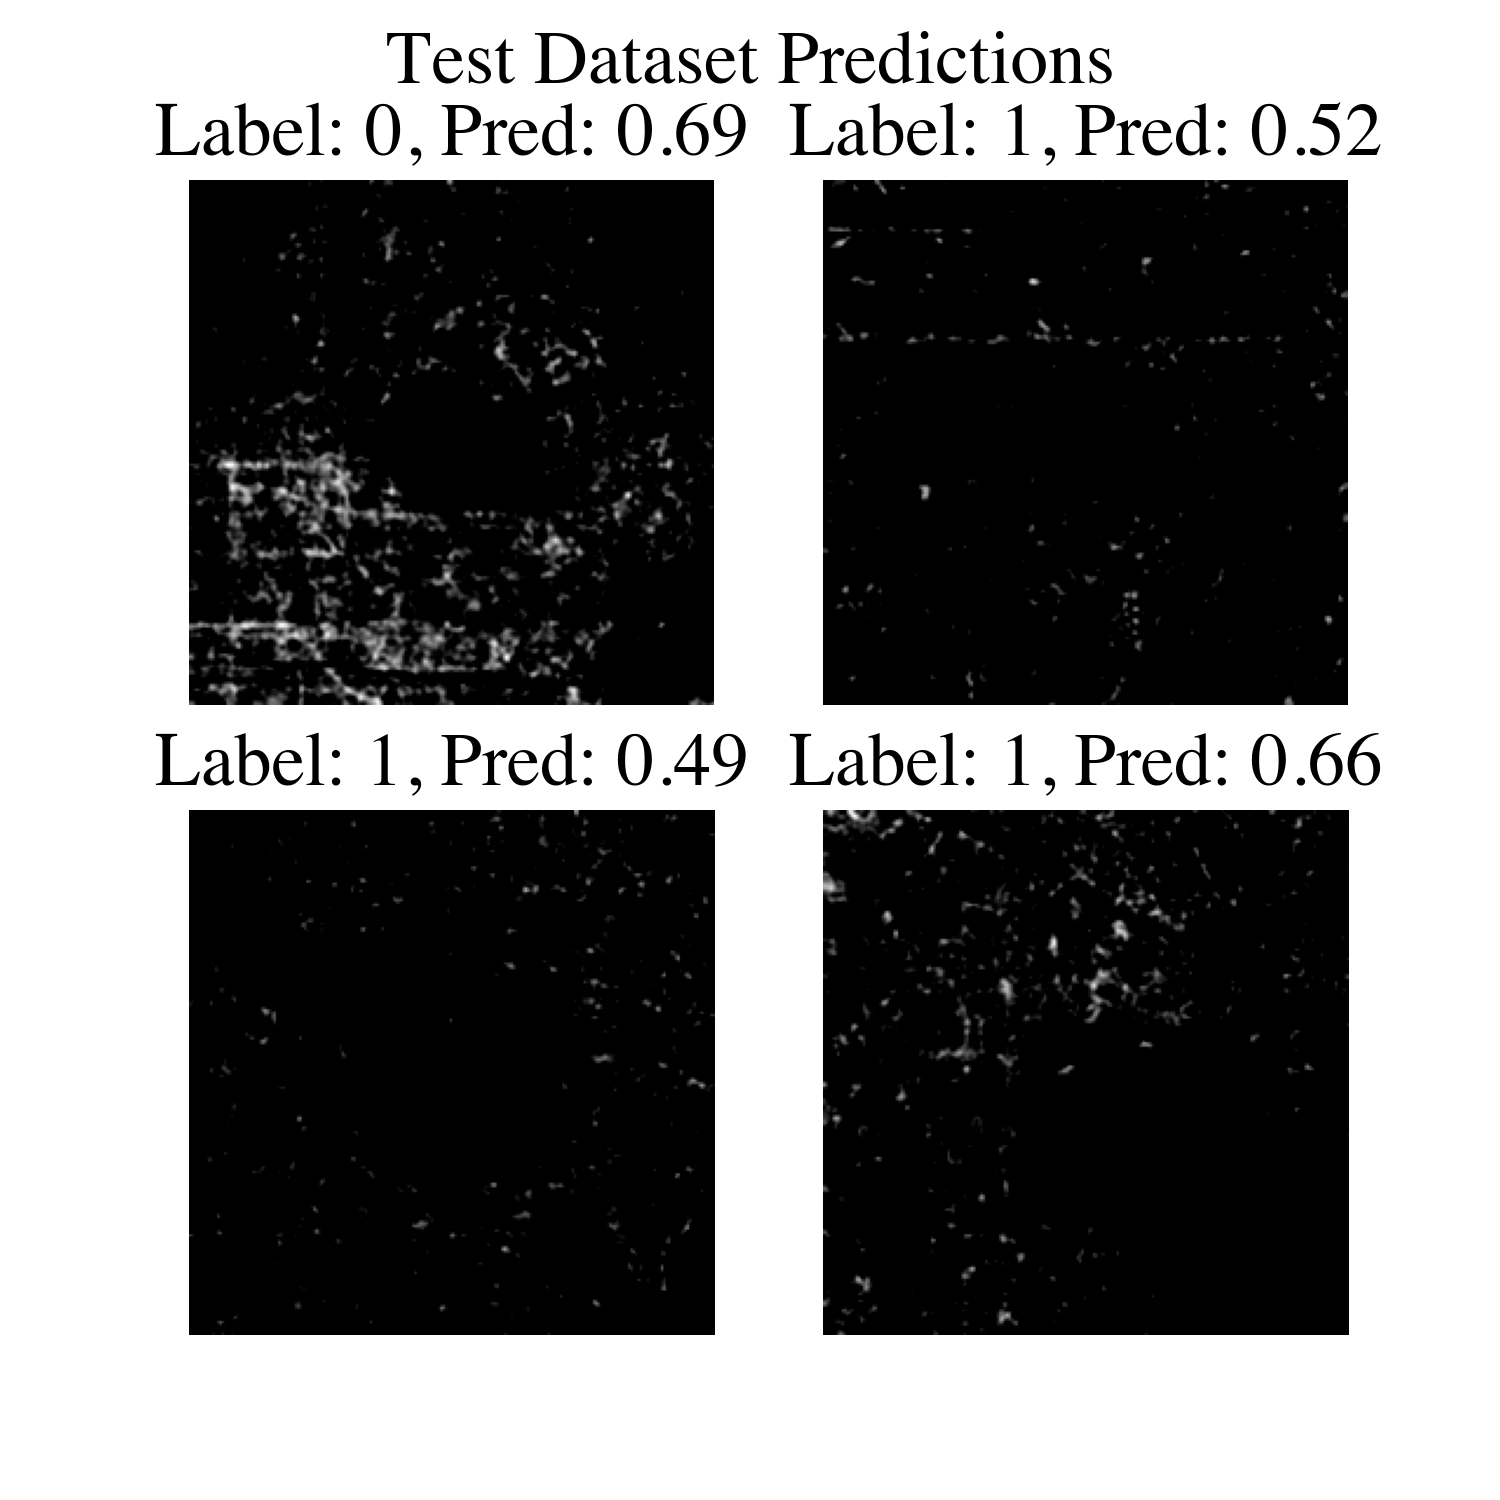 Test Dataset Predictions
Label: 0, Pred: 0.69
Label: 1, Pred: 0.52
Label: 1, Pred: 0.49
Label: 1, Pred: 0.66